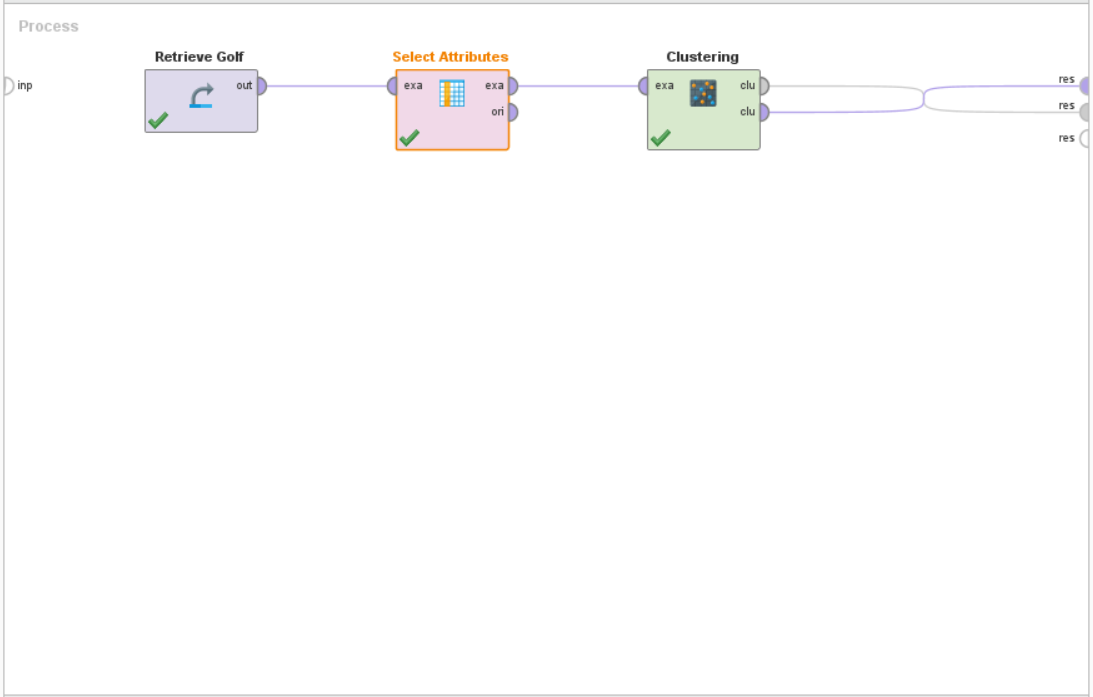 Process
Retrieve Golf
Select Attributes
Clustering
inp
out
exa
exa
ori
exa
clu
clu
res
res
res